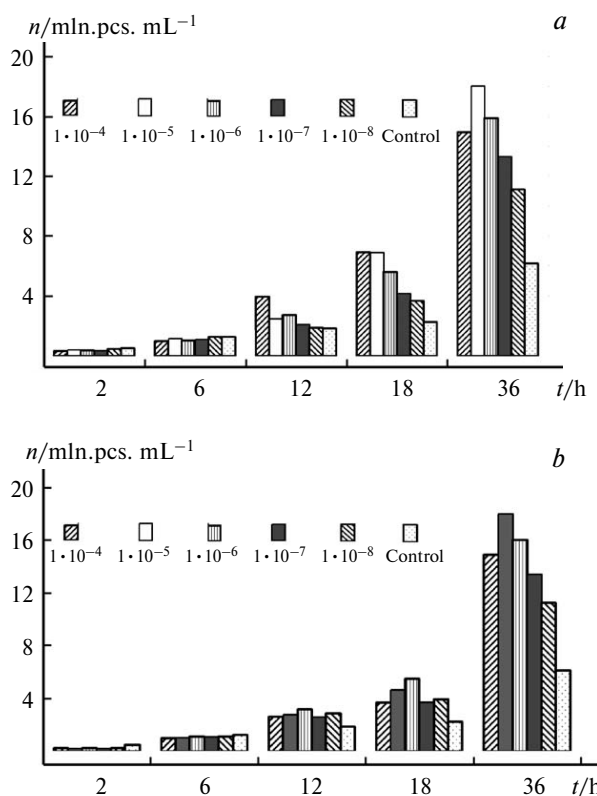 n/mln.pcs. mL⁻¹ a
20
1•10⁻⁴ 1•10⁻⁵ 1•10⁻⁶ 1•10⁻⁷ 1•10⁻⁸ Control
16
12
8
4
2 6 12 18 36 t/h
n/mln.pcs. mL⁻¹ b
20
16
1•10⁻⁴ 1•10⁻⁵ 1•10⁻⁶ 1•10⁻⁷ 1•10⁻⁸ Control
12
8
4
2 6 12 18 36 t/h